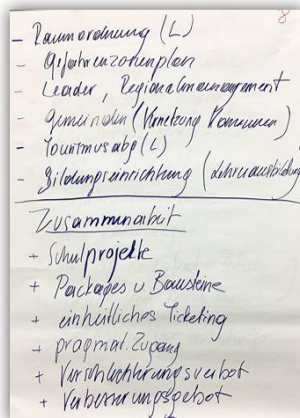 8
- Raumordnung (L)
- Gefahrenzonenplan
- Leader, Regionalmanagement
- Gemeinden (Vernetzung Kommunen)
- Tourismusabg (L)
- Bildungseinrichtung (Lehrerausbildung
Zusammenarbeit
+ Schulprojekte
+ Packages u Bausteine
+ einheitliches Ticketing
+ pragmat. Zugang
+ Verschlechterungsverbot
+ Verbesserungsgebot